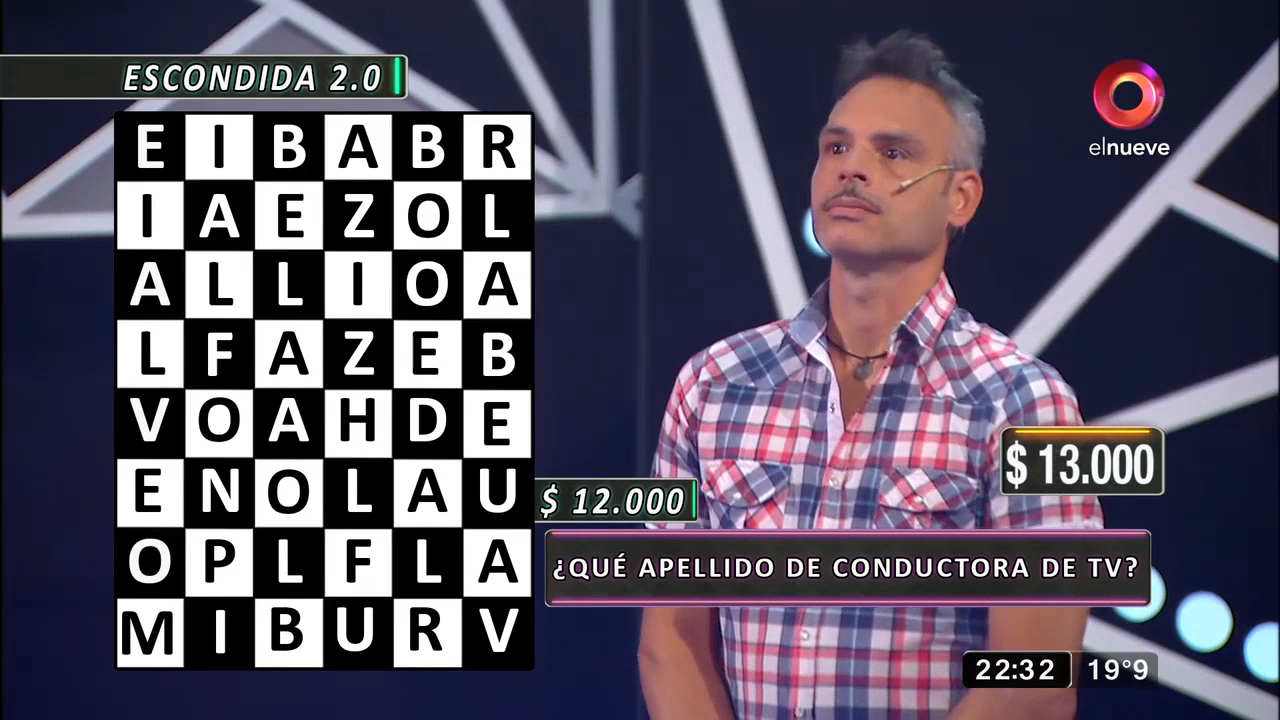 ESCONDIDA 2.0
E I B A B R
I A E Z O L
A L L I O A
L F A Z E B
V O A H D E
E N O L A U
O P L F L A
M I B U R V
elnueve
$ 13.000
$ 12.000
¿QUÉ APELLIDO DE CONDUCTORA DE TV?
22:32 19°9